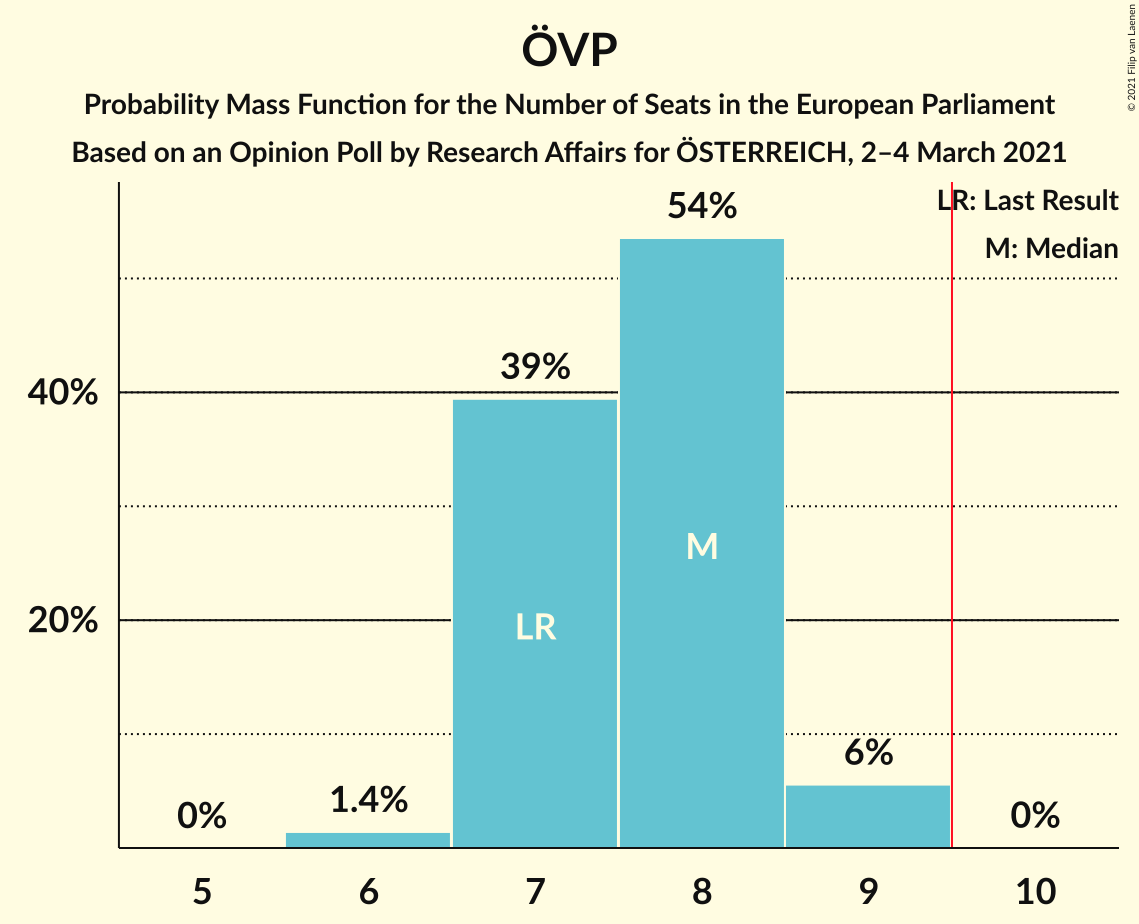 ÖVP
Probability Mass Function for the Number of Seats in the European Parliament
Based on an Opinion Poll by Research Affairs for ÖSTERREICH, 2–4 March 2021
© 2021 Filip van Laenen
LR: Last Result
M: Median
54%
39%
40%
M
20%
LR
6%
1.4%
0%
0%
5
6
7
8
9
10